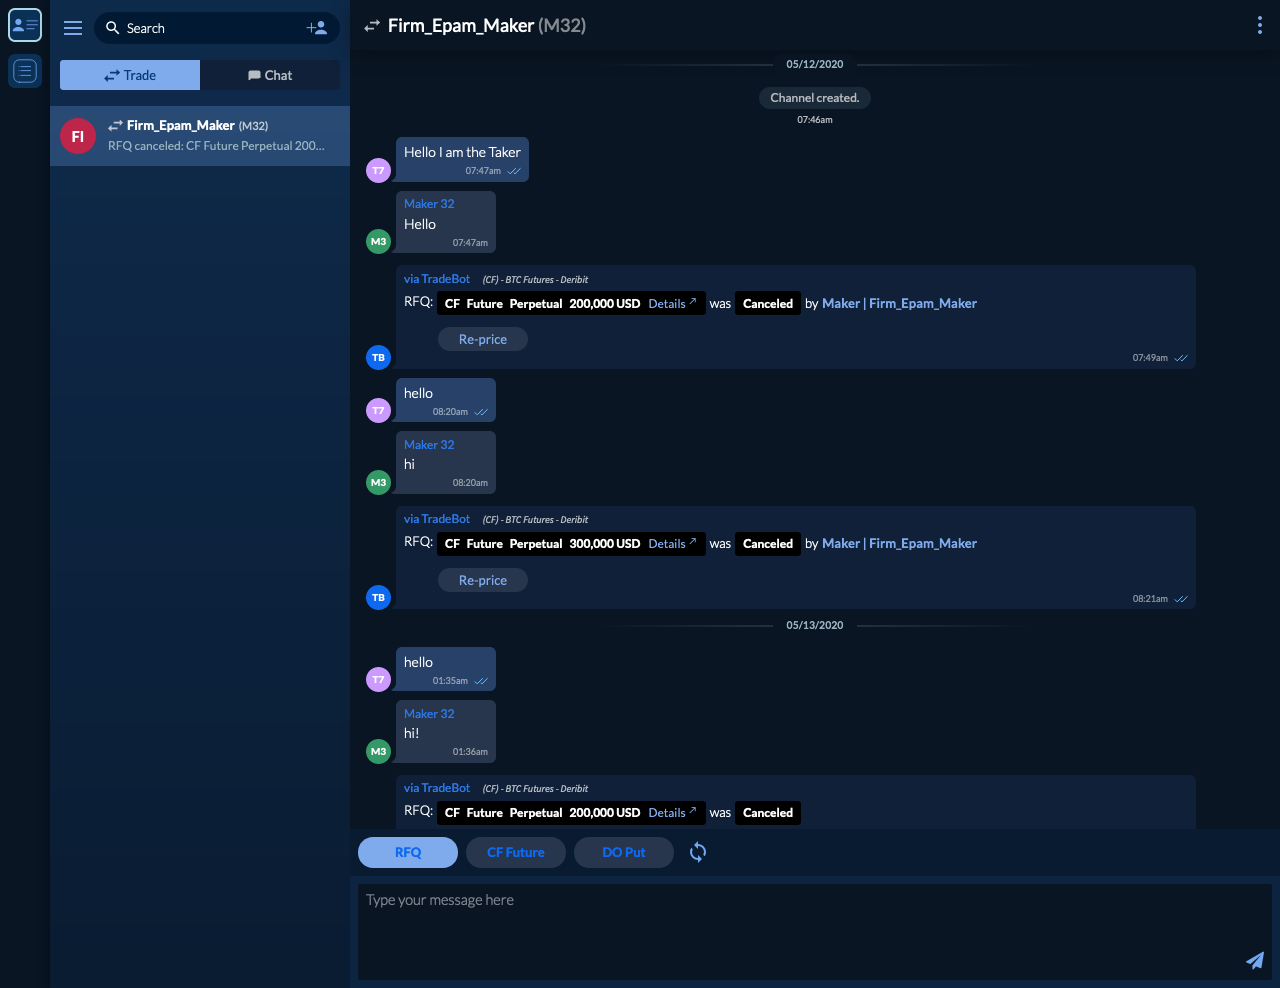 Search
Trade
Chat
FI
Firm_Epam_Maker (M32)
RFQ canceled: CF Future Perpetual 200...
Firm_Epam_Maker (M32)
05/12/2020
Channel created.
07:46am
Hello I am the Taker
07:47am
T7
Maker 32
Hello
07:47am
M3
via TradeBot (CF) - BTC Futures - Deribit
RFQ: CF Future Perpetual 200,000 USD Details was Canceled by Maker | Firm_Epam_Maker
Re-price
07:49am
TB
hello
08:20am
T7
Maker 32
hi
08:20am
M3
via TradeBot (CF) - BTC Futures - Deribit
RFQ: CF Future Perpetual 300,000 USD Details was Canceled by Maker | Firm_Epam_Maker
Re-price
08:21am
TB
05/13/2020
hello
01:35am
T7
Maker 32
hi!
01:36am
M3
via TradeBot (CF) - BTC Futures - Deribit
RFQ: CF Future Perpetual 200,000 USD Details was Canceled
RFQ
CF Future
DO Put
Type your message here